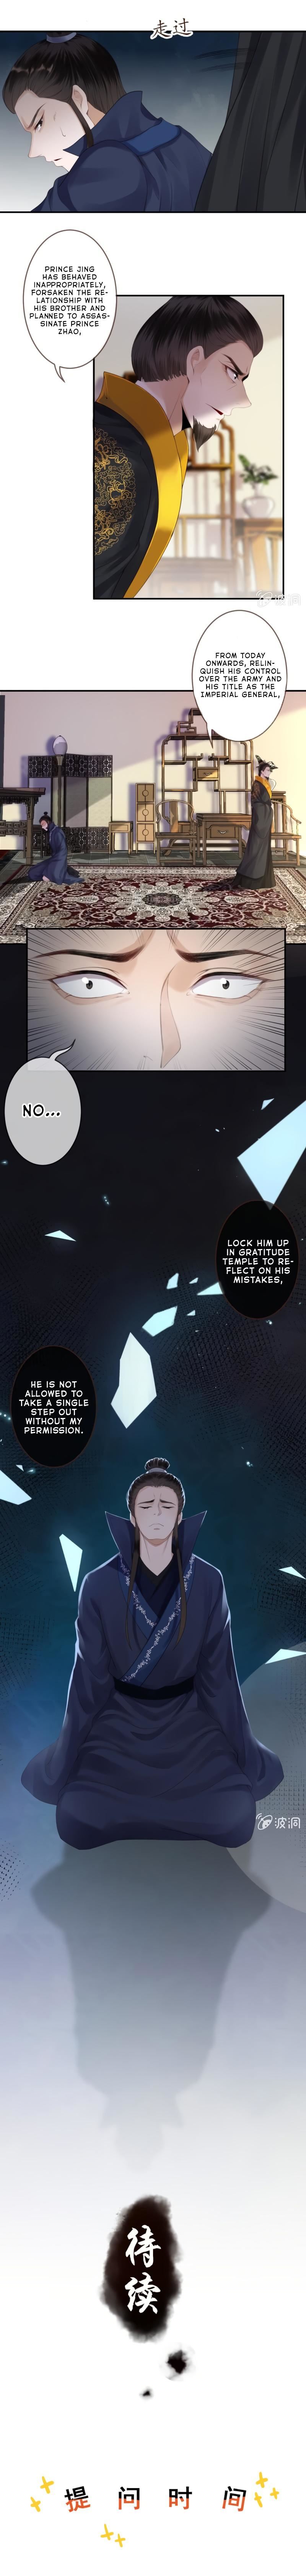 走过
PRINCE JING
HAS BEHAVED
INAPPROPRIATELY,
FORSAKEN THE RE-
LATIONSHIP WITH
HIS BROTHER AND
PLANNED TO ASSAS-
SINATE PRINCE
ZHAO,
波洞
FROM TODAY
ONWARDS, RELIN-
QUISH HIS CONTROL
OVER THE ARMY AND
HIS TITLE AS THE
IMPERIAL GENERAL,
NO...
LOCK HIM UP
IN GRATITUDE
TEMPLE TO RE-
FLECT ON HIS
MISTAKES,
HE IS NOT
ALLOWED TO
TAKE A SINGLE
STEP OUT
WITHOUT MY
PERMISSION.
波洞
待续
提问时间